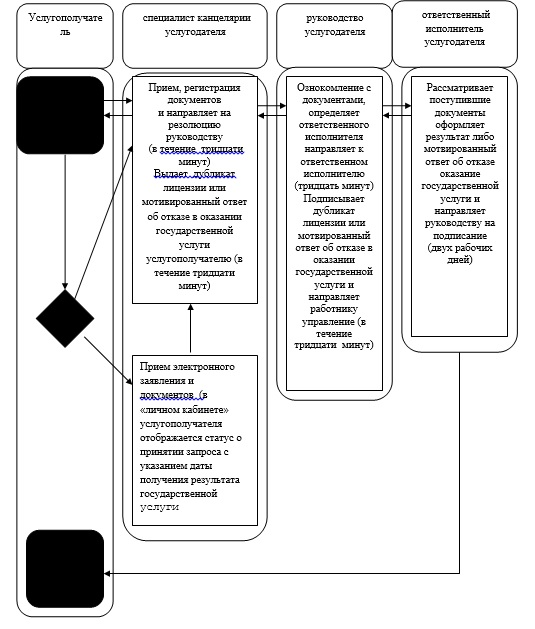 Услугополучате
ль
специалист канцелярии
услугодателя
руководство
услугодателя
ответственный
исполнитель
услугодателя
Прием, регистрация
документов
и направляет на
резолюцию
руководству
(в течение тридцати
минут)
Выдает дубликат
лицензии или
мотивированный ответ
об отказе в оказании
государственной
услуги
услугополучателю (в
течение тридцати
минут)
Ознокомление с
документами,
определяет
ответственного
исполнителя
направляет к
ответственном
исполнителю
(тридцать минут)
Подписывает
дубликат
лицензии или
мотвированный
ответ об отказе в
оказании
государственной
услуги и
направляет
работнику
управление (в
течение
тридцати минут)
Рассматривает
поступившие
документы
оформляет
результат либо
мотвированный
ответ об отказе
оказание
государственной
услуги и
направляет
руководству на
подписание
(двух рабочих
дней)
Прием электронного
заявления и
документов (в
«личном кабинете»
услугополучателя
отображается статус о
принятии запроса с
указанием даты
получения результата
государственной
услуги